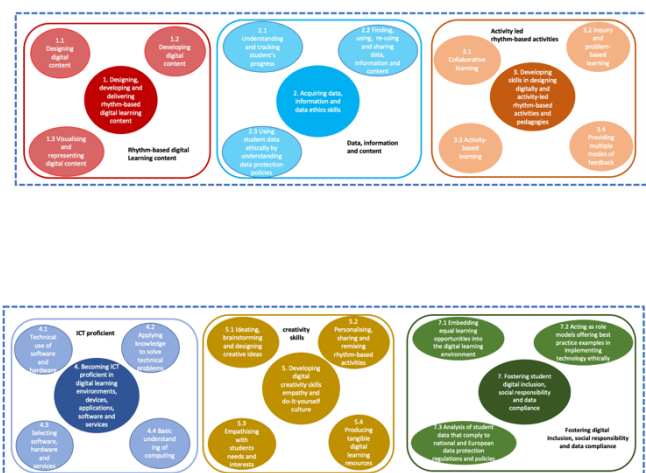 1.1
Designing
digital
content
1.2
Developing
digital
content
1. Designing,
developing and
delivering
rhythm-based
digital learning
content
1.3 Visualising
and
representing
digital content
Rhythm-based digital
Learning content
2.1
Understanding
and tracking
student's
progress
2.2 Finding,
using, re-using
and sharing
data,
information and
content
2. Acquiring data,
information and
data ethics skills
2.3 Using
student data
ethically by
understanding
data protection
policies
Data, information
and content
Activity led
rhythm-based activities
3.1
Collaborative
learning
3.2 Inquiry
and
problem-
based
learning
3. Developing
skills in designing
digitally and
activity-led
rhythm-based
activities and
pedagogies
3.3 Activity-
based
learning
3.4
Providing
multiple
modes of
feedback
4.1
Technical
use of
software
and
hardware
ICT proficient
4.2
Applying
knowledge
to solve
technical
problems
4. Becoming ICT
proficient in
digital learning
environments,
devices,
applications,
software and
services
4.3
Selecting
software,
hardware
and
services
4.4 Basic
understand
ing of
computing
5.1 Ideating,
brainstorming
and designing
creative ideas
creativity
skills
5.2
Personalising,
sharing and
remixing
rhythm-based
activities
5. Developing
digital
creativity skills
empathy and
do-it-yourself
culture
5.3
Empathising
with
students
needs and
interests
5.4
Producing
tangible
digital
learning
resources
7.1 Embedding
equal learning
opportunities into
the digital learning
environment
7.2 Acting as role
models offering best
practice examples in
implementing
technology ethically
7. Fostering student
digital inclusion,
social responsibility
and data
compliance
7.3 Analysis of student
data that comply to
national and European
data protection
regulations and policies
Fostering digital
Inclusion, social responsibility
and data compliance